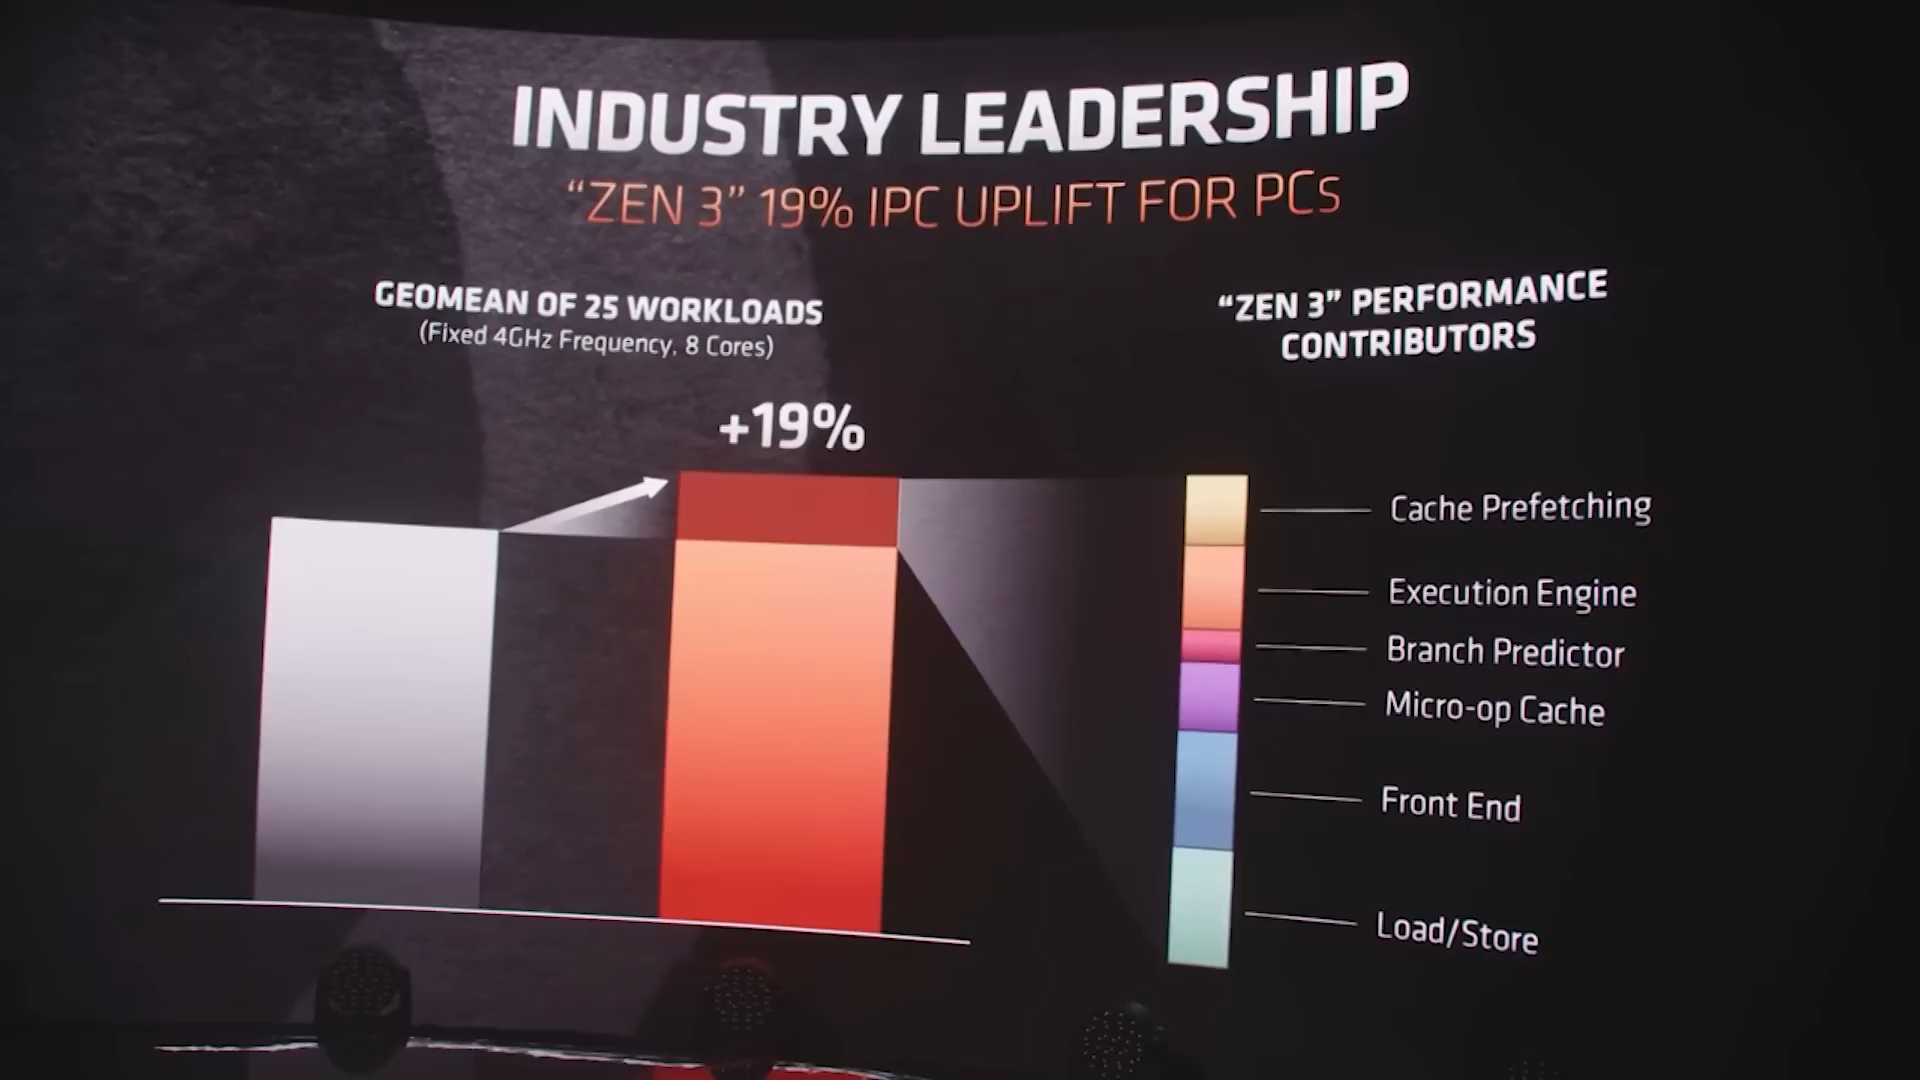 INDUSTRY LEADERSHIP
“ZEN 3” 19% IPC UPLIFT FOR PCs
GEOMEAN OF 25 WORKLOADS
(Fixed 4GHz Frequency, 8 Cores)
+19%
“ZEN 3” PERFORMANCE
CONTRIBUTORS
Cache Prefetching
Execution Engine
Branch Predictor
Micro-op Cache
Front End
Load/Store